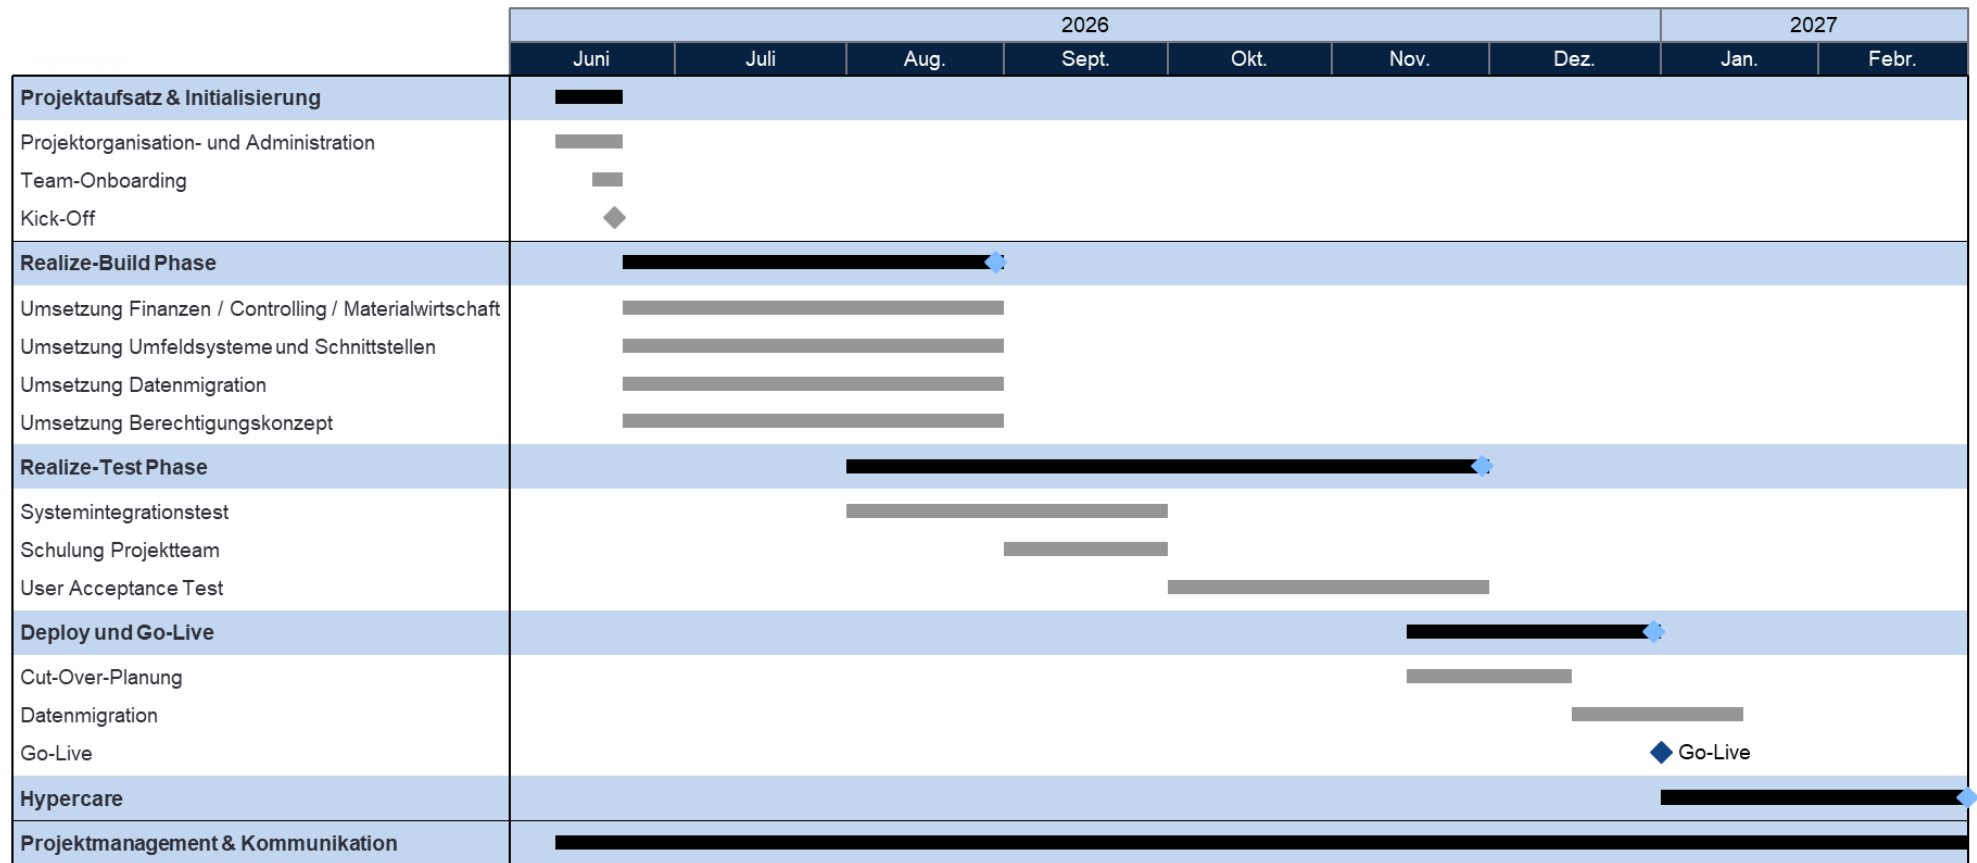 2026 2027
Juni Juli Aug. Sept. Okt. Nov. Dez. Jan. Febr.
Projektaufsatz & Initialisierung
Projektorganisation- und Administration
Team-Onboarding
Kick-Off
Realize-Build Phase
Umsetzung Finanzen / Controlling / Materialwirtschaft
Umsetzung Umfeldsysteme und Schnittstellen
Umsetzung Datenmigration
Umsetzung Berechtigungskonzept
Realize-Test Phase
Systemintegrationstest
Schulung Projektteam
User Acceptance Test
Deploy und Go-Live
Cut-Over-Planung
Datenmigration
Go-Live Go-Live
Hypercare
Projektmanagement & Kommunikation